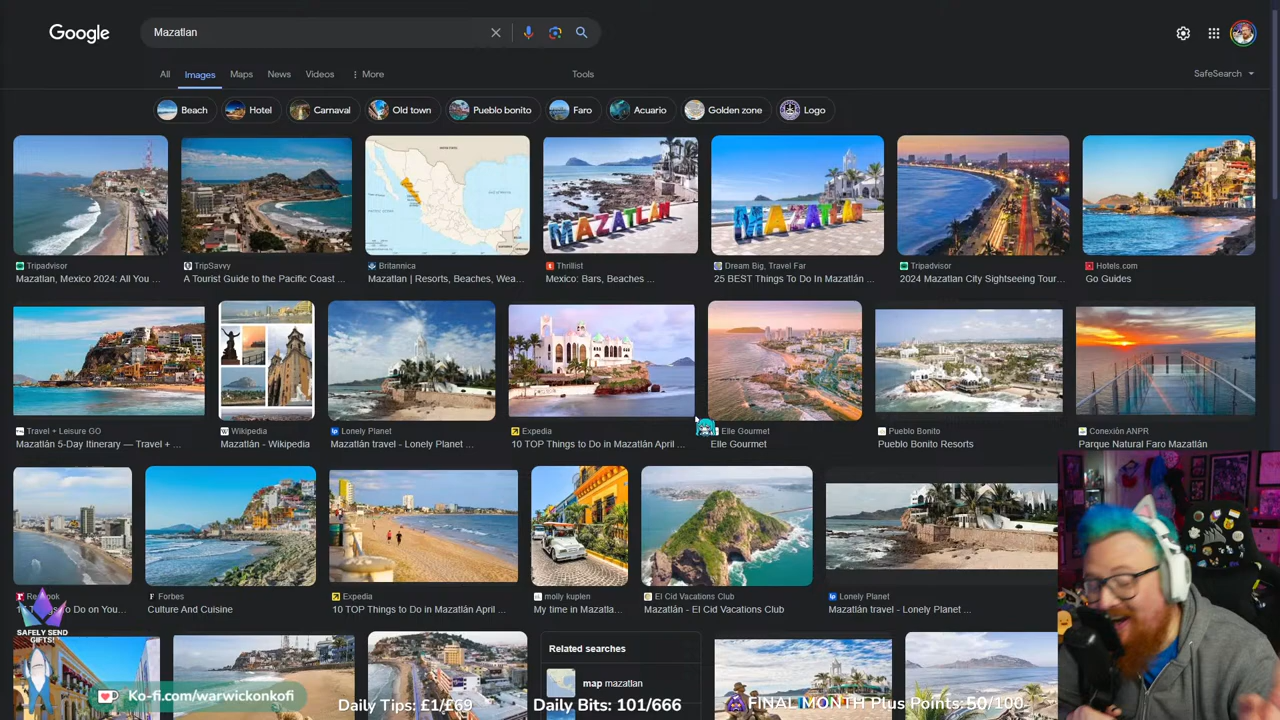 Google
Mazatlan
All
Images
Maps
News
Videos
More
Tools
SafeSearch
Beach
Hotel
Carnaval
Old town
Pueblo bonito
Faro
Acuario
Golden zone
Logo
MAZATLAN
MAZATLAN
Tripadvisor
Mazatlan, Mexico 2024: All You ...
TripSavvy
A Tourist Guide to the Pacific Coast ...
Britannica
Mazatlan | Resorts, Beaches, Wea...
Thrillist
Mexico: Bars, Beaches ...
Dream Big, Travel Far
25 BEST Things To Do In Mazatlán ...
Tripadvisor
2024 Mazatlan City Sightseeing Tour...
Hotels.com
Go Guides
Travel + Leisure GO
Mazatlán 5-Day Itinerary — Travel + ...
Wikipedia
Mazatlán - Wikipedia
Lonely Planet
Mazatlán travel - Lonely Planet ...
Expedia
10 TOP Things to Do in Mazatlán April ...
Elle Gourmet
Elle Gourmet
Pueblo Bonito
Pueblo Bonito Resorts
Conexión ANPR
Parque Natural Faro Mazatlán
Do on You...
Forbes
Culture And Cuisine
Expedia
10 TOP Things to Do in Mazatlán April ...
molly kuplen
My time in Mazatla...
El Cid Vacations Club
Mazatlán - El Cid Vacations Club
Lonely Planet
Mazatlán travel - Lonely Planet ...
SAFELY SEND
GIFTS!
Related searches
map mazatlan
Ko-fi.com/warwickonkofi
Daily Tips: £1/£69
Daily Bits: 101/666
FINAL MONTH Plus Points: 50/100